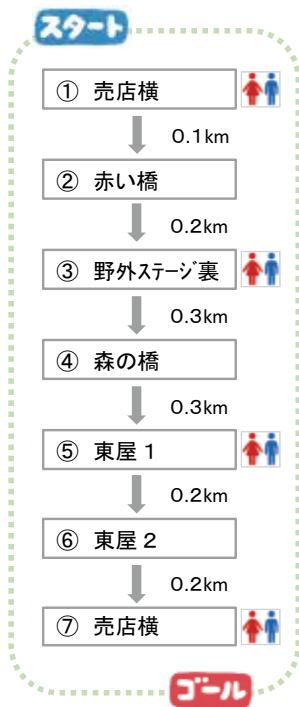 スタート
① 売店横
0.1km
② 赤い橋
0.2km
③ 野外ｽﾃｰｼﾞ裏
0.3km
④ 森の橋
0.3km
⑤ 東屋 1
0.2km
⑥ 東屋 2
0.2km
⑦ 売店横
ゴール